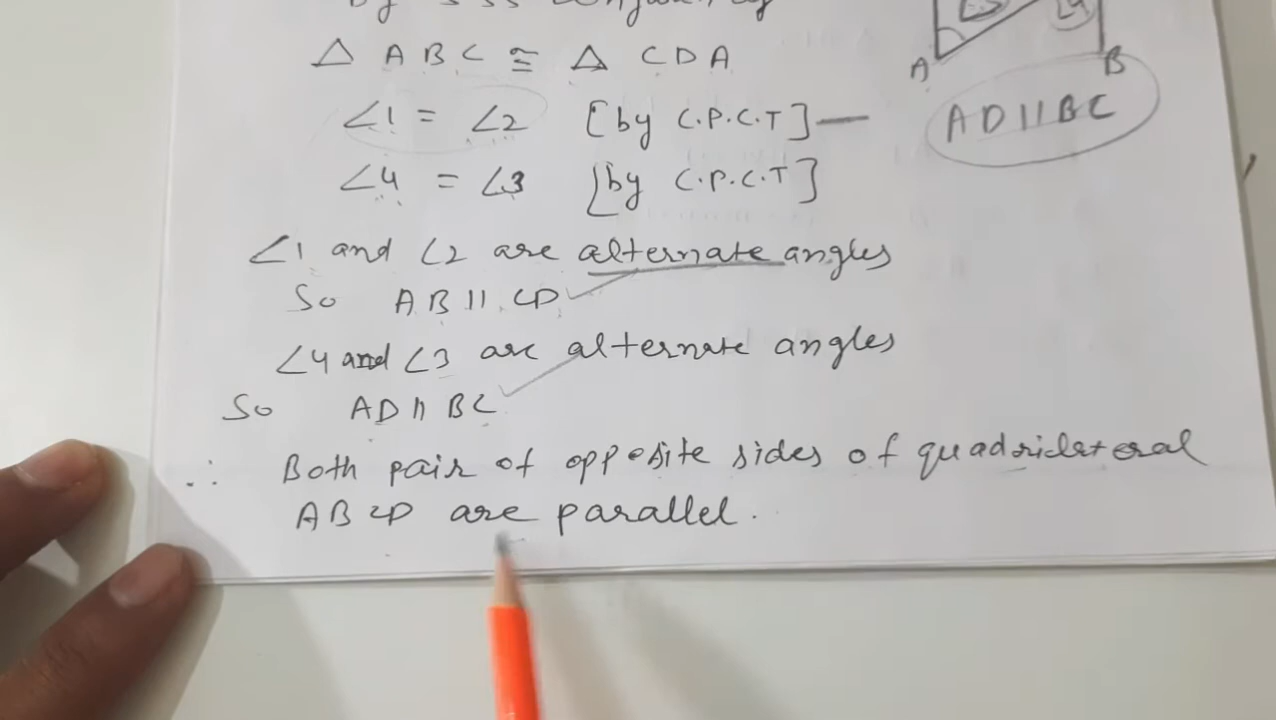 △ ABC ≅ △ CDA
∠1 = ∠2 [by C.P.C.T]—
∠4 = ∠3 [by C.P.C.T]
∠1 and ∠2 are alternate angles
So AB || CD
∠4 and ∠3 are alternate angles
So AD || BC
∴ Both pair of opposite sides of quadrilateral
ABCD are parallel.
∠3 ∠4
A B
AD || BC